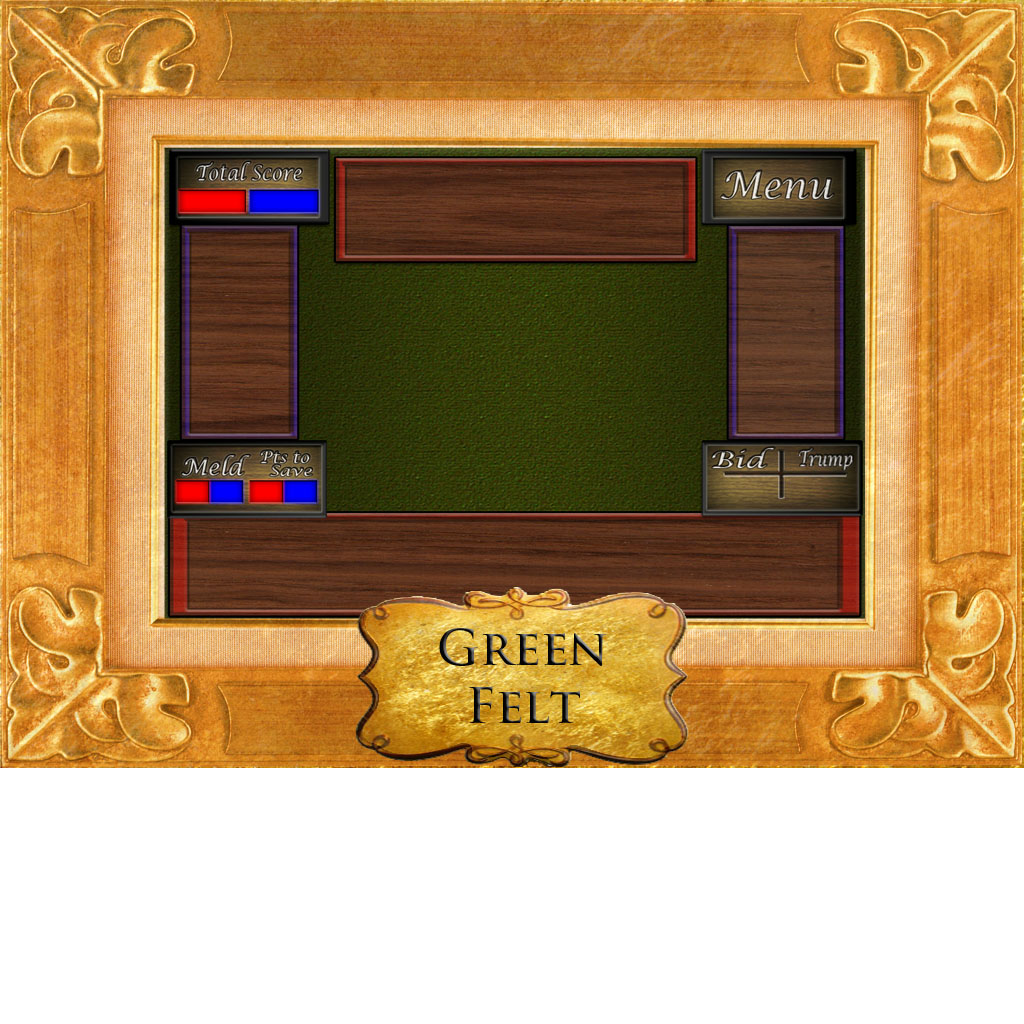 Total Score
Menu
Meld
Pts to
Save
Bid
Trump
GREEN
FELT